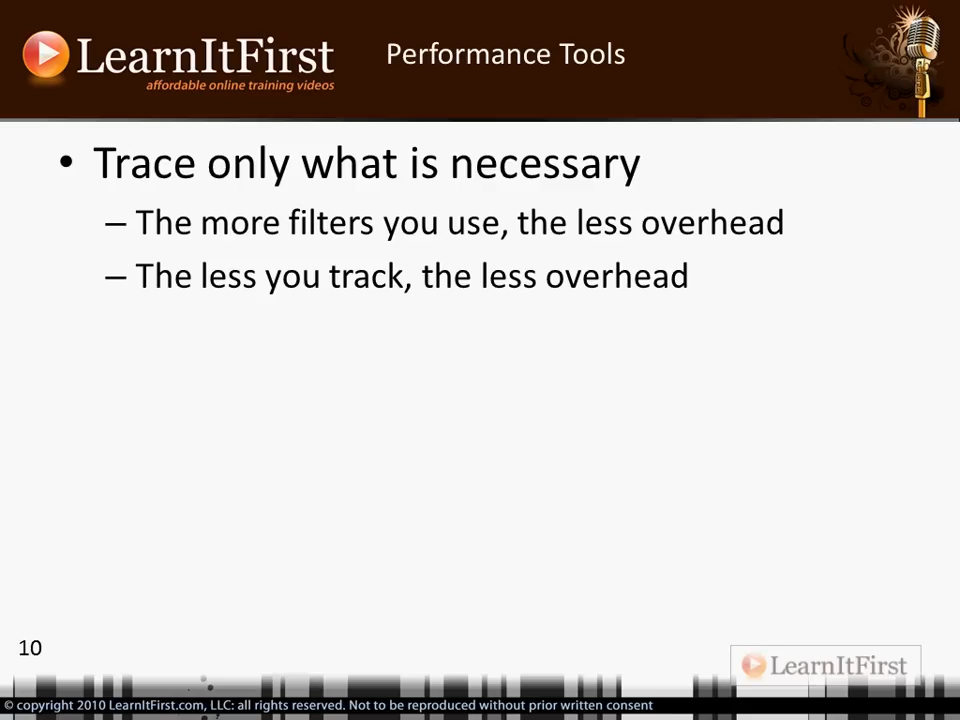 LearnItFirst
affordable online training videos
Performance Tools
• Trace only what is necessary
– The more filters you use, the less overhead
– The less you track, the less overhead
10
LearnItFirst
© copyright 2010 LearnItFirst.com, LLC: all rights reserved. Not to be reproduced without prior written consent